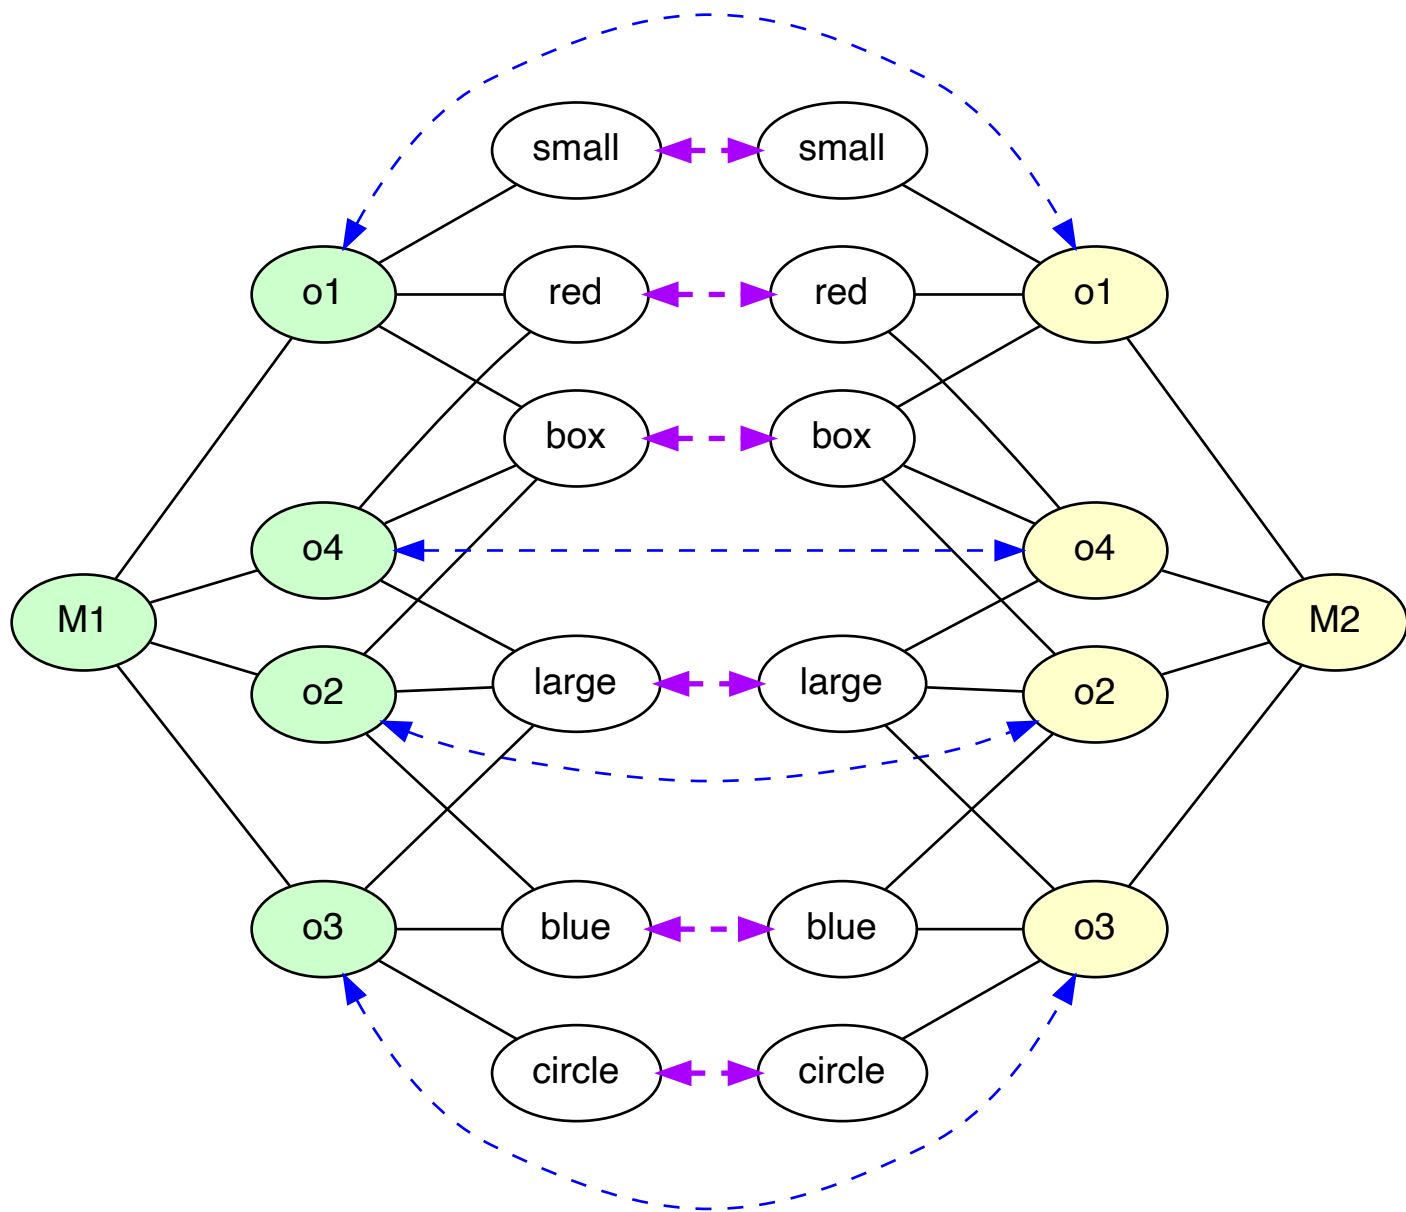 small small
o1 red red o1
box box
o4 o4
M1 M2
o2 large large o2
o3 blue blue o3
circle circle